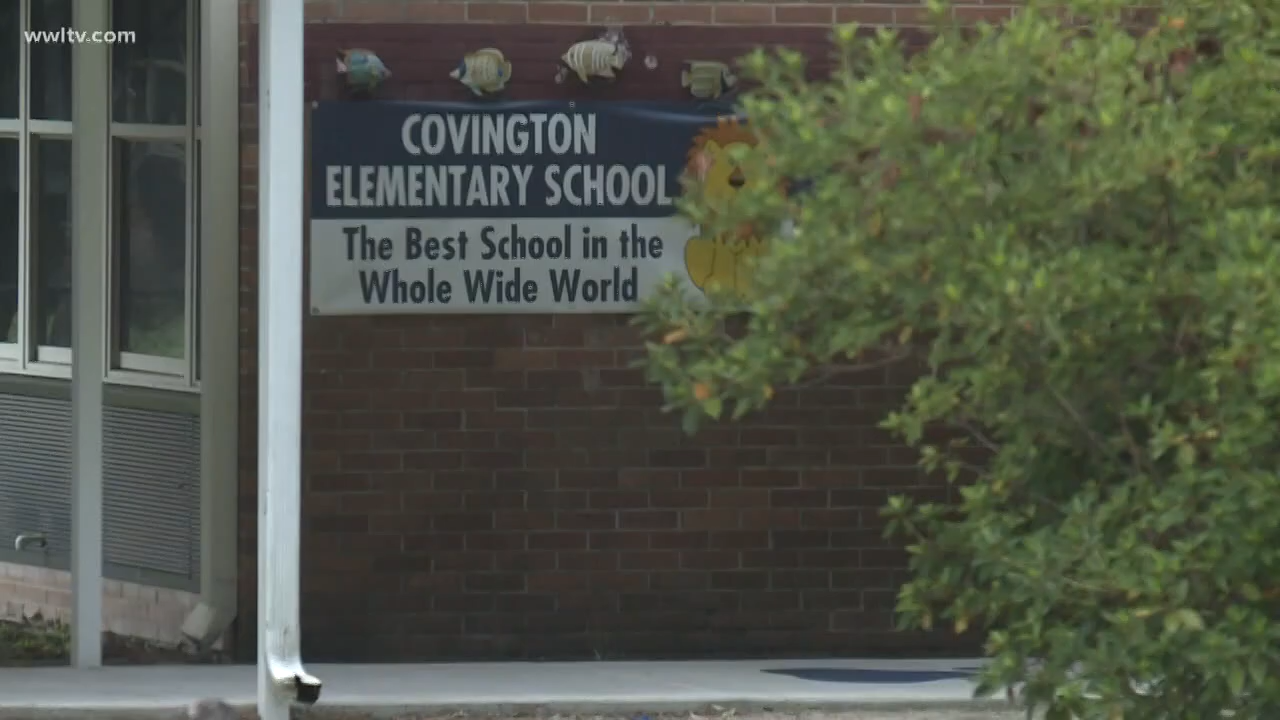 wwltv.com
COVINGTON
ELEMENTARY SCHOOL
The Best School in the
Whole Wide World